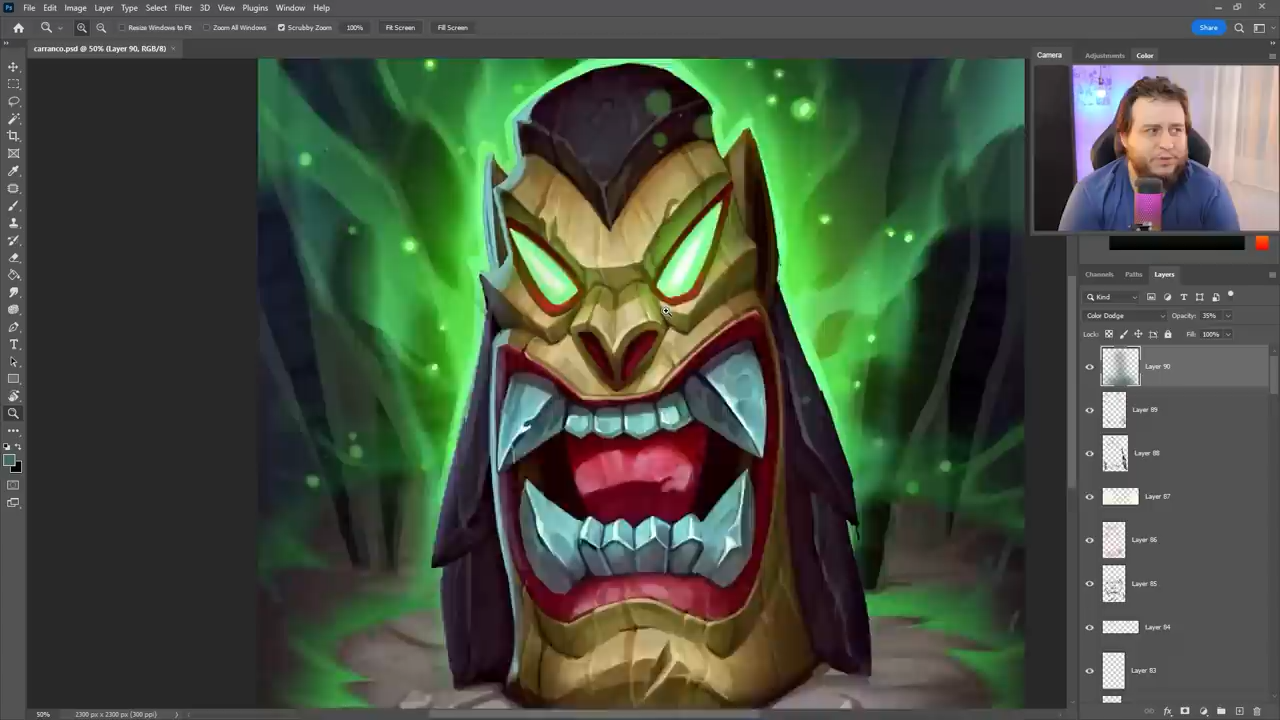 Ps File Edit Image Layer Type Select Filter 3D View Plugins Window Help
Resize Windows to Fit Zoom All Windows Scrubby Zoom 100% Fit Screen Fill Screen Share
carranco.psd @ 50% (Layer 90, RGB/8)
Camera Adjustments Color
Channels Paths Layers
Kind
Color Dodge Opacity: 35%
Lock: Fill: 100%
Layer 90
Layer 89
Layer 88
Layer 87
Layer 86
Layer 85
Layer 84
Layer 83
50% 2300 px x 2300 px (300 ppi)